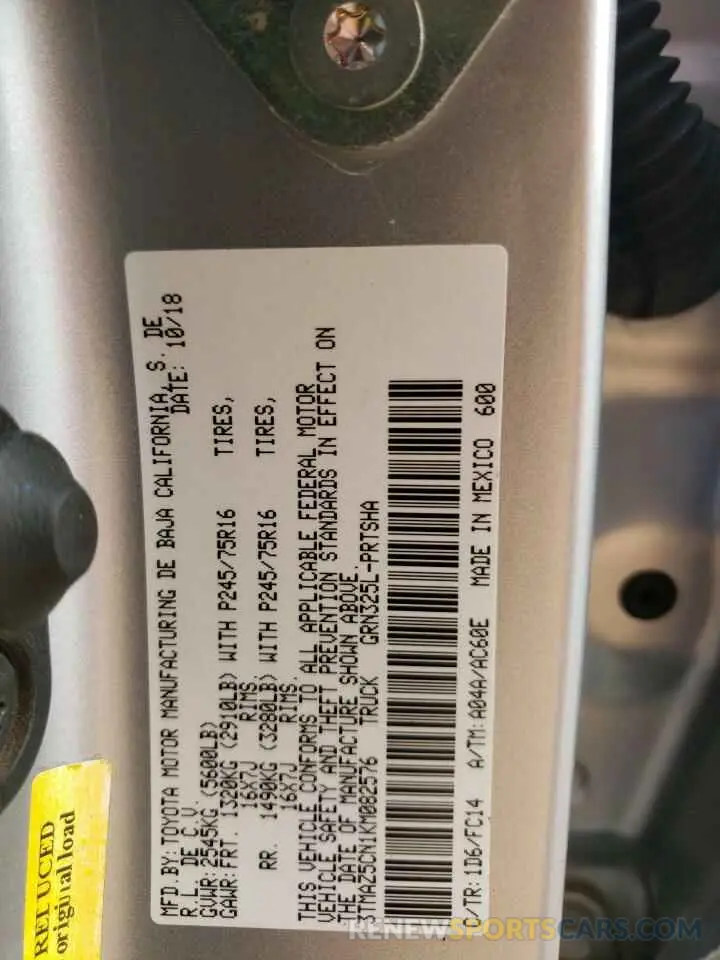 MFD.BY: TOYOTA MOTOR MANUFACTURING DE BAJA CALIFORNIA, S. DE
R.L. DE C.V. DATE: 10/18
GVWR: 2545KG (5600LB)
GAWR: FRT. 1320KG (2910LB) WITH P245/75R16 TIRES,
16X7J RIMS,
RR. 1490KG (3280LB) WITH P245/75R16 TIRES,
16X7J RIMS.
THIS VEHICLE CONFORMS TO ALL APPLICABLE FEDERAL MOTOR
VEHICLE SAFETY AND THEFT PREVENTION STANDARDS IN EFFECT ON
THE DATE OF MANUFACTURE SHOWN ABOVE.
3TMAZ5CN1KM082576 TRUCK GRN325L-PRTSHA
C/TR: 1D6/FC14 A/TM: A04A/AC60E MADE IN MEXICO 600
REDUCED
original load
RENEWSPORTSCARS.COM